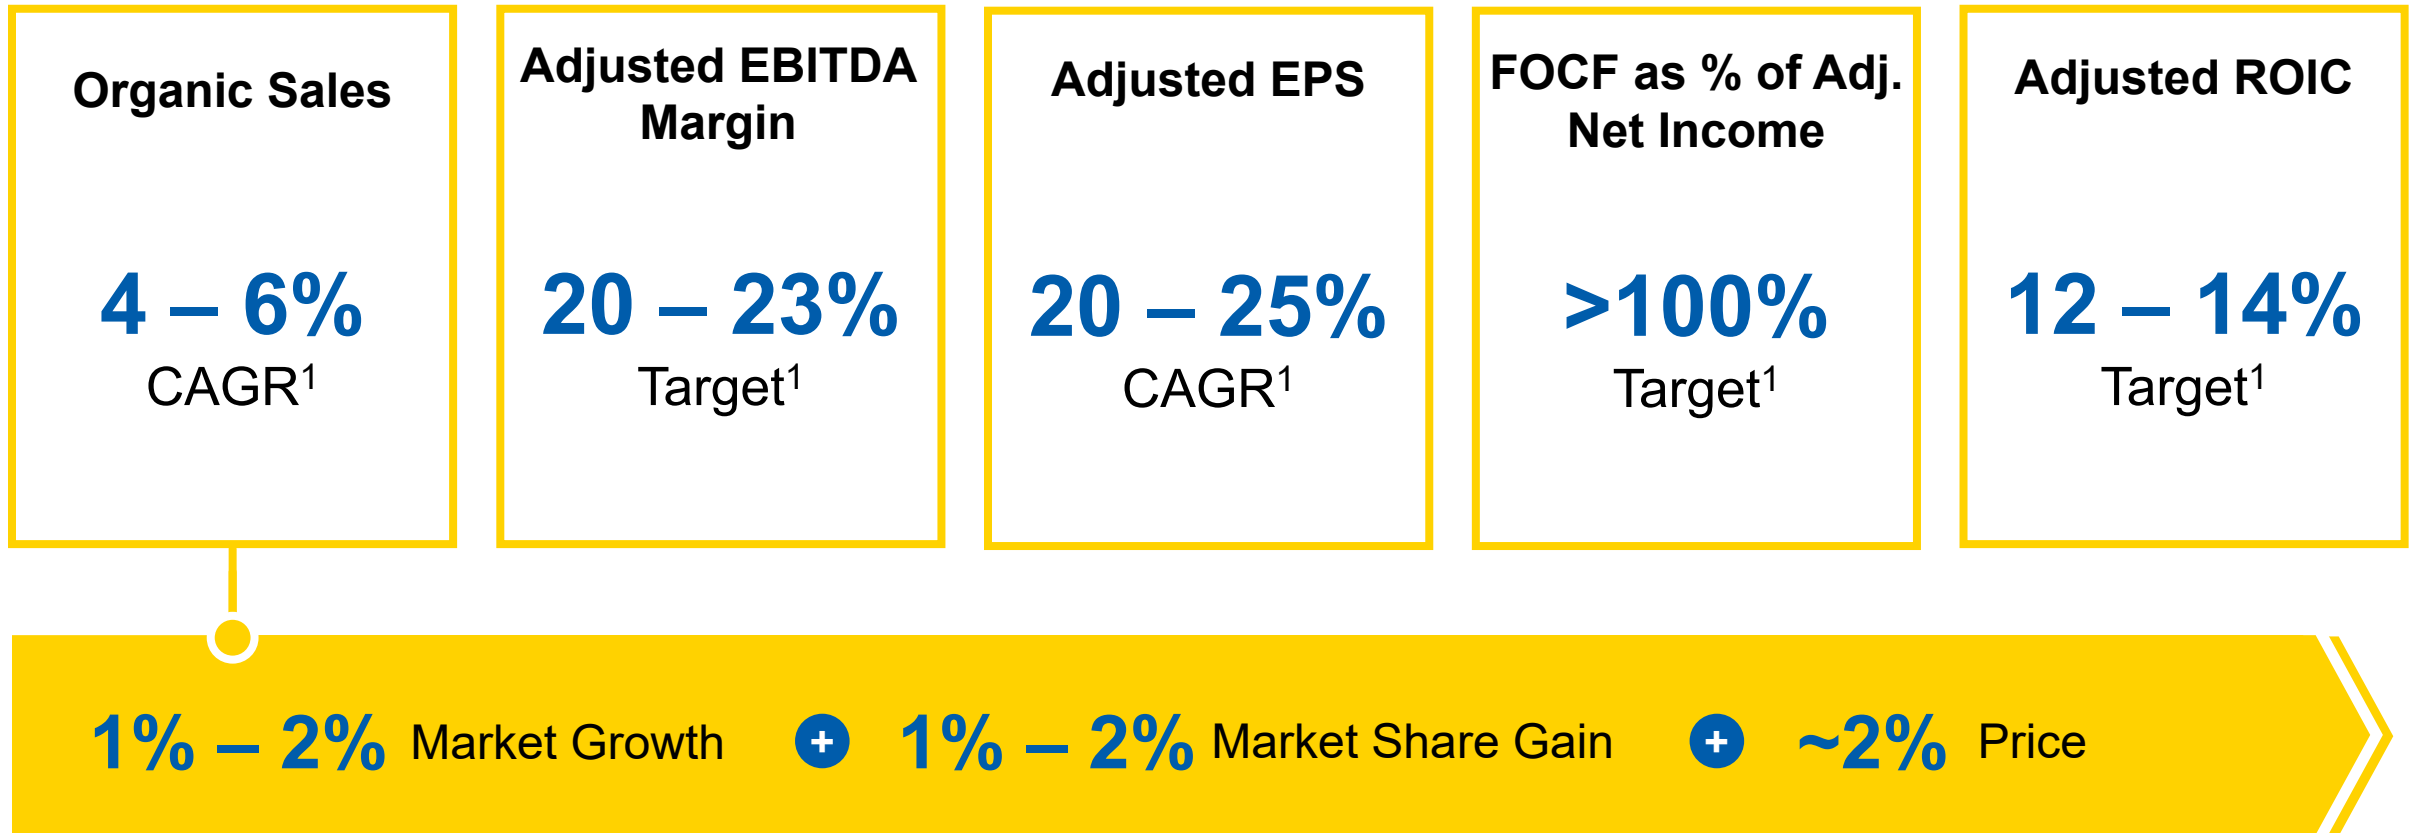 Organic Sales
4 – 6%
CAGR¹
Adjusted EBITDA
Margin
20 – 23%
Target¹
Adjusted EPS
20 – 25%
CAGR¹
FOCF as % of Adj.
Net Income
>100%
Target¹
Adjusted ROIC
12 – 14%
Target¹
1% – 2% Market Growth + 1% – 2% Market Share Gain + ~2% Price